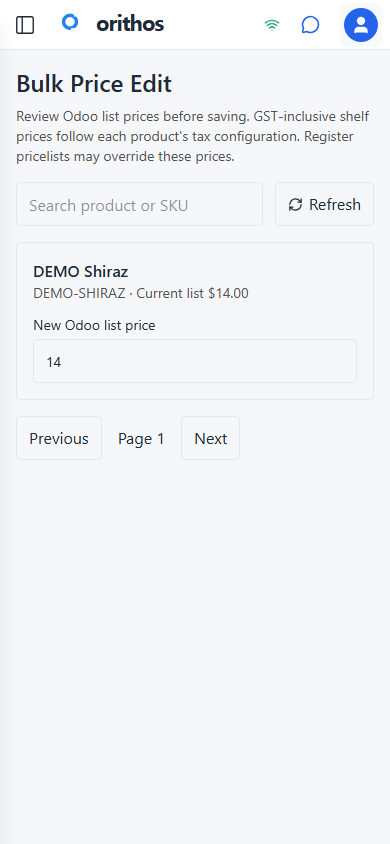 orithos
Bulk Price Edit
Review Odoo list prices before saving. GST-inclusive shelf
prices follow each product's tax configuration. Register
pricelists may override these prices.
Search product or SKU
Refresh
DEMO Shiraz
DEMO-SHIRAZ · Current list $14.00
New Odoo list price
14
Previous
Page 1
Next